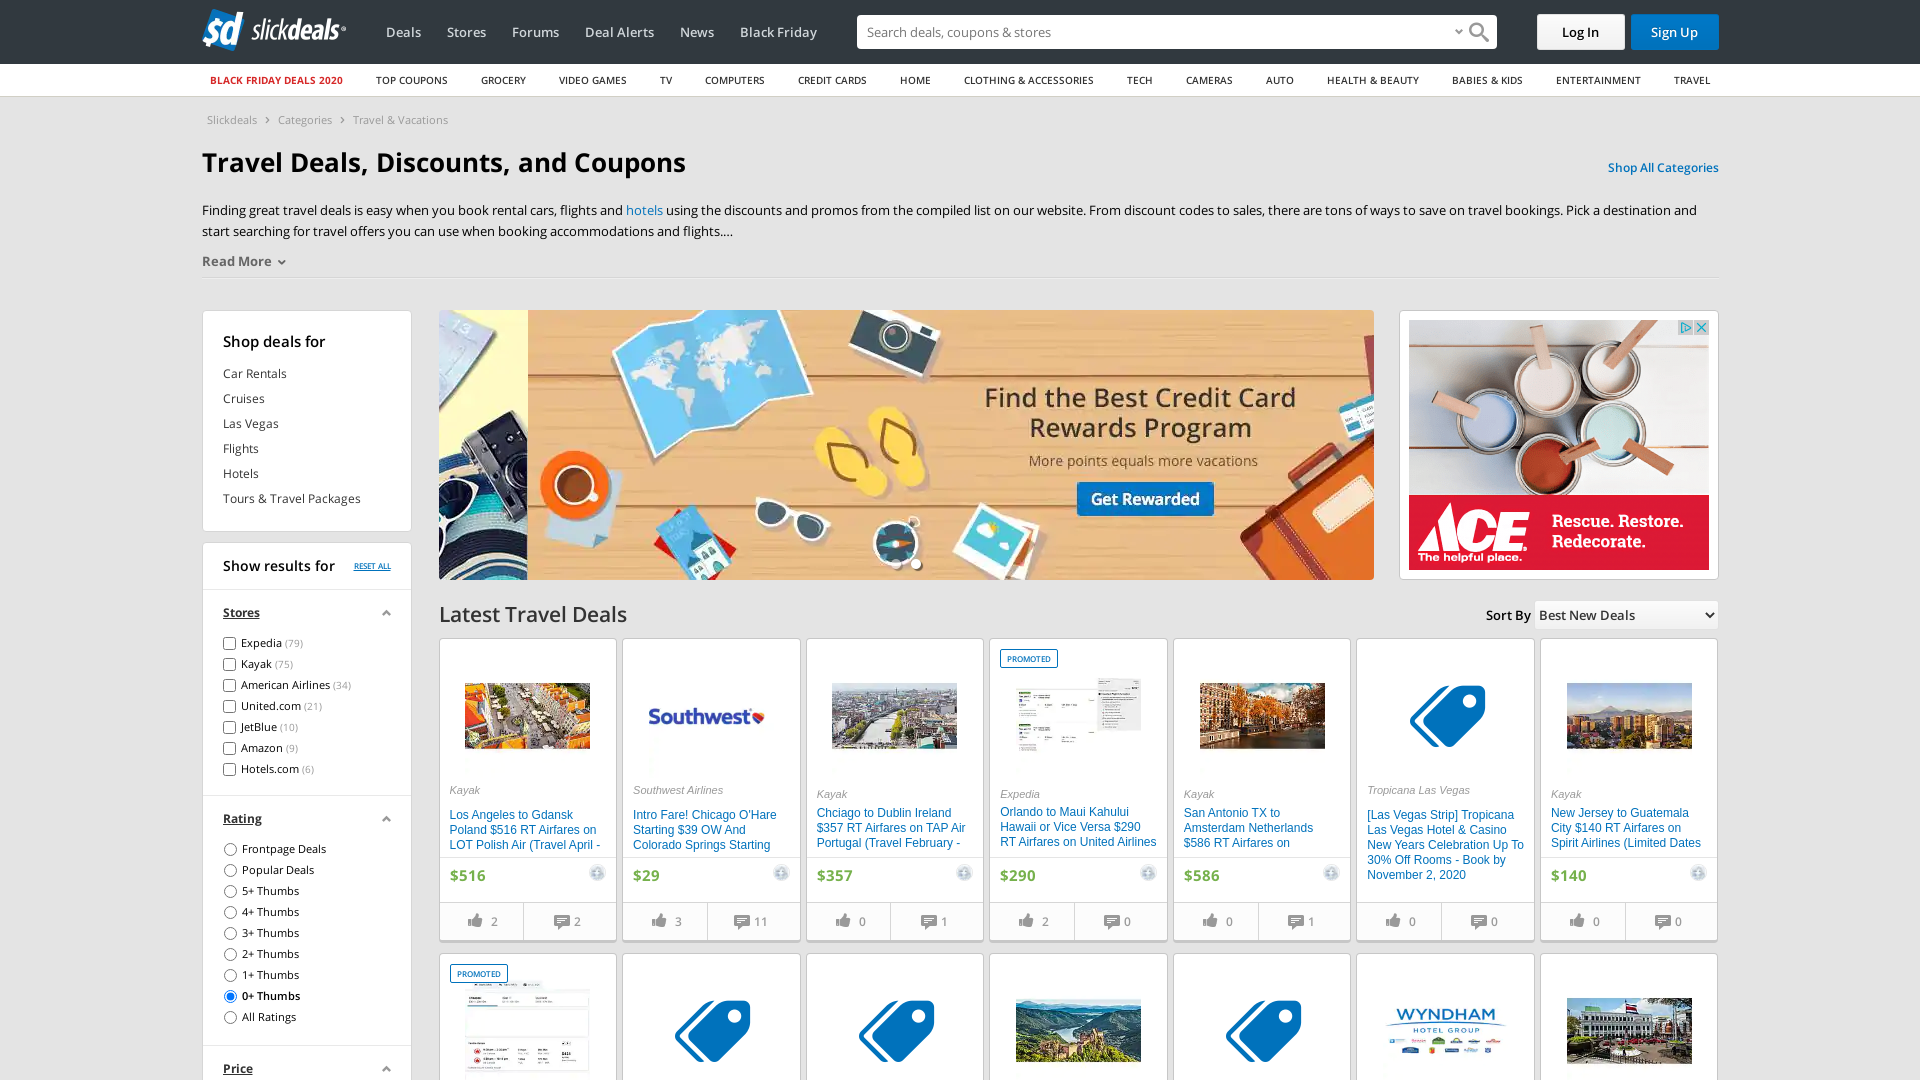 slickdeals
Deals
Stores
Forums
Deal Alerts
News
Black Friday
Search deals, coupons & stores
Log In
Sign Up
BLACK FRIDAY DEALS 2020
TOP COUPONS
GROCERY
VIDEO GAMES
TV
COMPUTERS
CREDIT CARDS
HOME
CLOTHING & ACCESSORIES
TECH
CAMERAS
AUTO
HEALTH & BEAUTY
BABIES & KIDS
ENTERTAINMENT
TRAVEL
Slickdeals > Categories > Travel & Vacations
Travel Deals, Discounts, and Coupons
Shop All Categories
Finding great travel deals is easy when you book rental cars, flights and hotels using the discounts and promos from the compiled list on our website. From discount codes to sales, there are tons of ways to save on travel bookings. Pick a destination and
start searching for travel offers you can use when booking accommodations and flights....
Read More
Shop deals for
Car Rentals
Cruises
Las Vegas
Flights
Hotels
Tours & Travel Packages
Find the Best Credit Card
Rewards Program
More points equals more vacations
Get Rewarded
ACE
The helpful place.
Rescue. Restore.
Redecorate.
Show results for
RESET ALL
Stores
Expedia (79)
Kayak (75)
American Airlines (34)
United.com (21)
JetBlue (10)
Amazon (9)
Hotels.com (6)
Rating
Frontpage Deals
Popular Deals
5+ Thumbs
4+ Thumbs
3+ Thumbs
2+ Thumbs
1+ Thumbs
0+ Thumbs
All Ratings
Price
Latest Travel Deals
Sort By
Best New Deals
Kayak
Los Angeles to Gdansk
Poland $516 RT Airfares on
LOT Polish Air (Travel April -
$516
2
2
Southwest
Southwest Airlines
Intro Fare! Chicago O'Hare
Starting $39 OW And
Colorado Springs Starting
$29
3
11
Kayak
Chciago to Dublin Ireland
$357 RT Airfares on TAP Air
Portugal (Travel February -
$357
0
1
PROMOTED
Expedia
Orlando to Maui Kahului
Hawaii or Vice Versa $290
RT Airfares on United Airlines
$290
2
0
Kayak
San Antonio TX to
Amsterdam Netherlands
$586 RT Airfares on
$586
0
1
Tropicana Las Vegas
[Las Vegas Strip] Tropicana
Las Vegas Hotel & Casino
New Years Celebration Up To
30% Off Rooms - Book by
November 2, 2020
0
0
Kayak
New Jersey to Guatemala
City $140 RT Airfares on
Spirit Airlines (Limited Dates
$140
0
0
PROMOTED
WYNDHAM
HOTEL GROUP